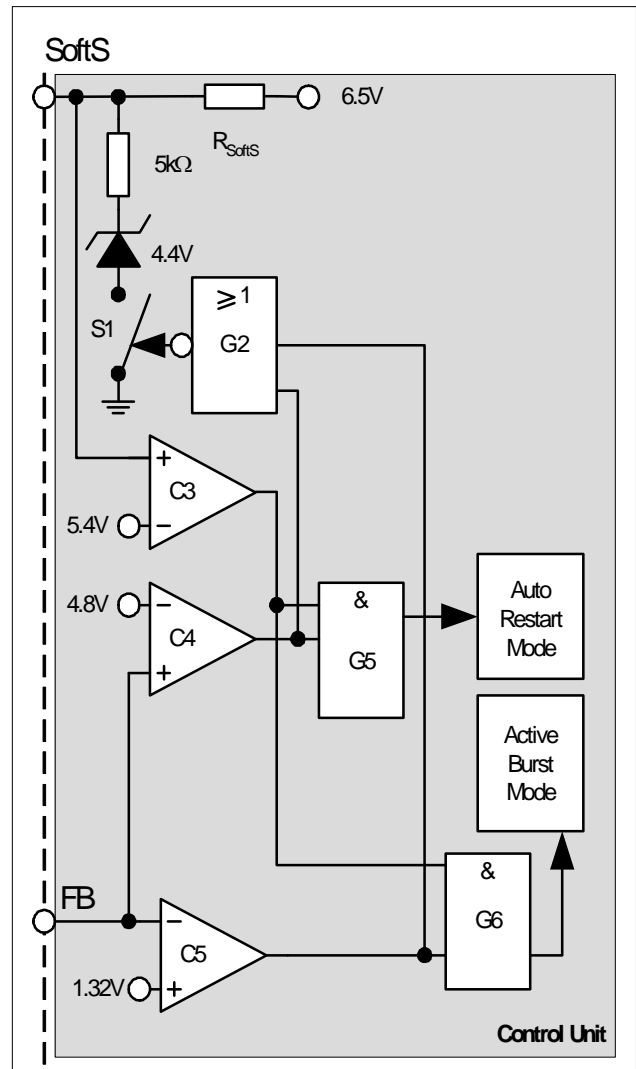 SoftS
6.5V
R_SoftS
5kΩ
4.4V
S1
≥1
G2
+
C3
5.4V
−
4.8V
−
C4
+
&
G5
Auto
Restart
Mode
Active
Burst
Mode
FB
−
C5
1.32V
+
&
G6
Control Unit